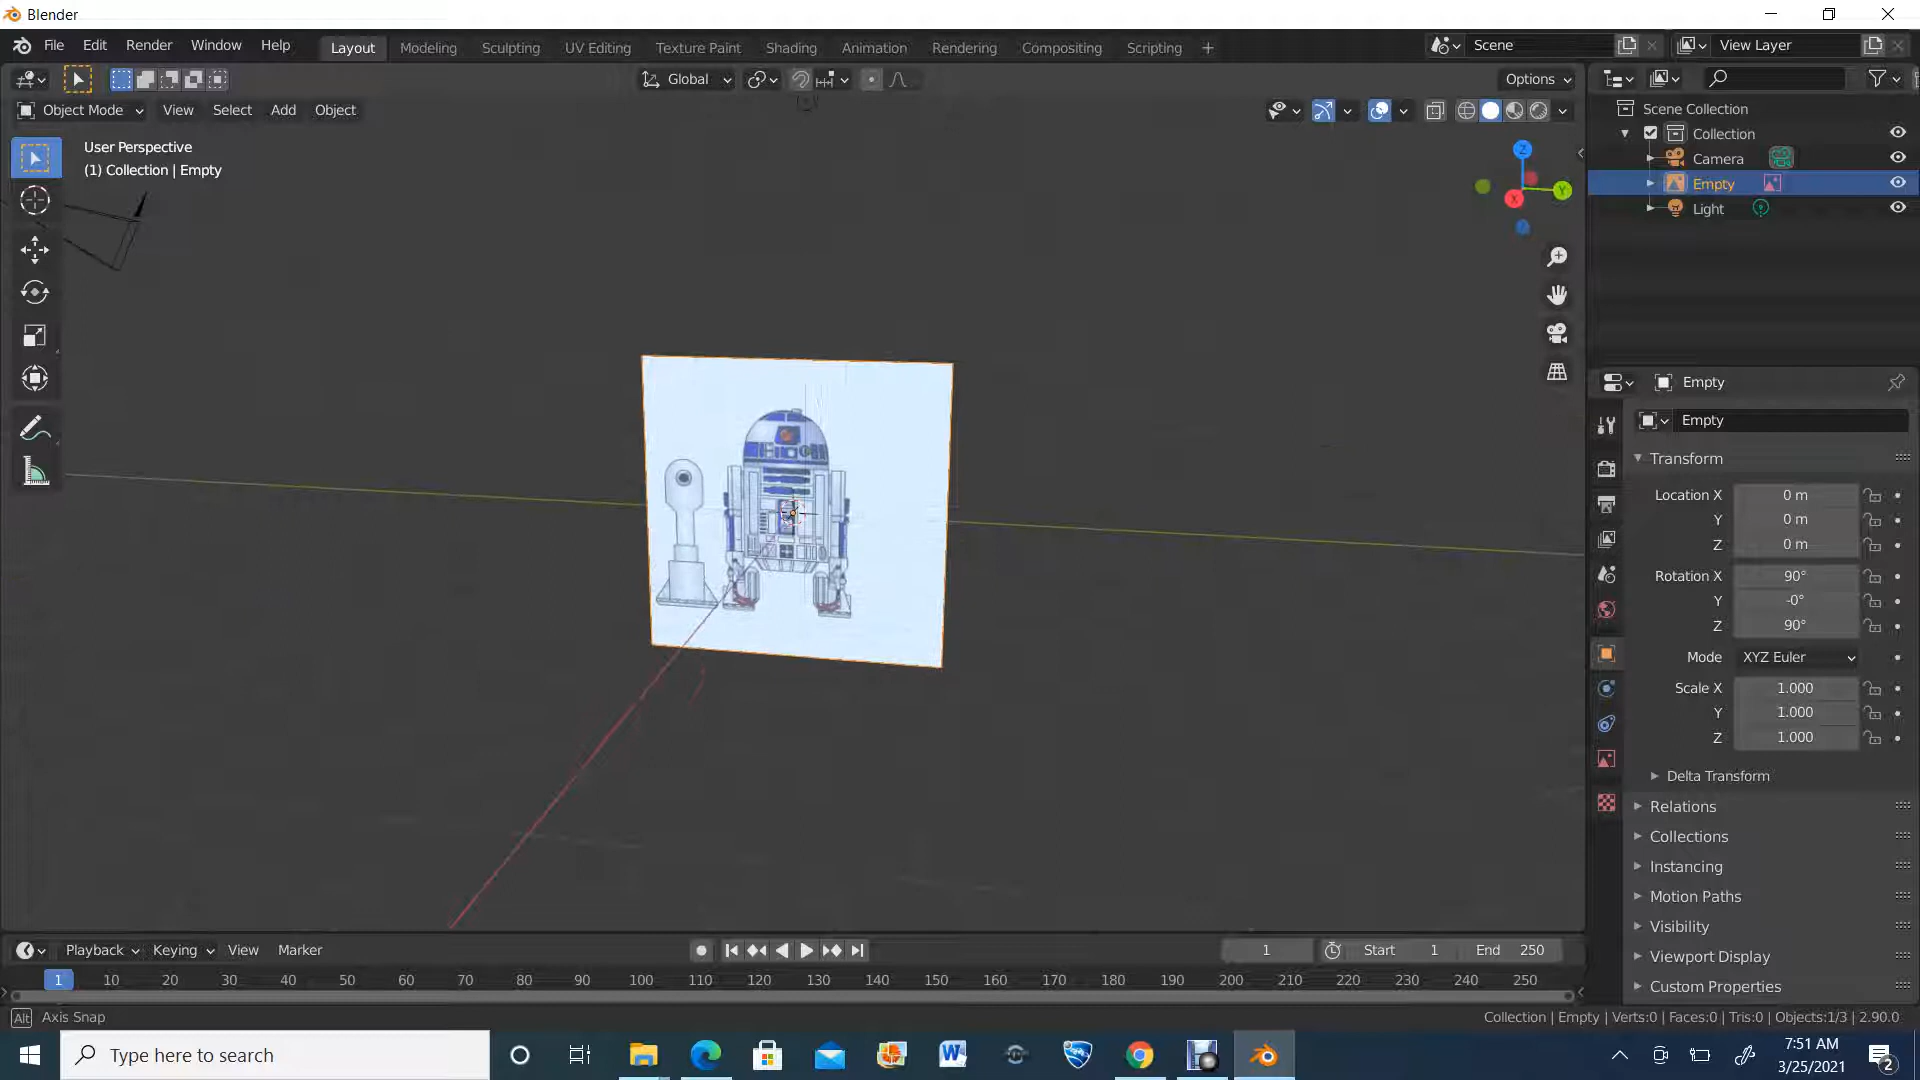 Blender
File Edit Render Window Help Layout Modeling Sculpting UV Editing Texture Paint Shading Animation Rendering Compositing Scripting + Scene View Layer
Global Options
Object Mode View Select Add Object
User Perspective
(1) Collection | Empty
Z
Y
X
Scene Collection
Collection
Camera
Empty
Light
Empty
Empty
Transform
Location X 0 m
Y 0 m
Z 0 m
Rotation X 90°
Y -0°
Z 90°
Mode XYZ Euler
Scale X 1.000
Y 1.000
Z 1.000
Delta Transform
Relations
Collections
Instancing
Motion Paths
Visibility
Viewport Display
Custom Properties
Playback Keying View Marker 1 Start 1 End 250
1 10 20 30 40 50 60 70 80 90 100 110 120 130 140 150 160 170 180 190 200 210 220 230 240 250
Alt Axis Snap
Collection | Empty | Verts:0 | Faces:0 | Tris:0 | Objects:1/3 | 2.90.0
Type here to search
W
7:51 AM
3/25/2021
2